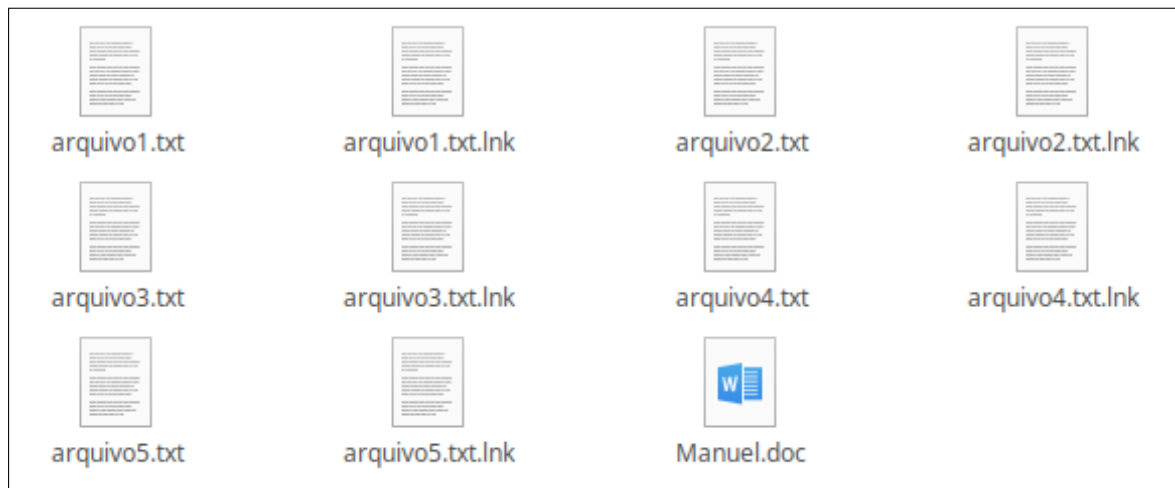 arquivo1.txt
arquivo1.txt.lnk
arquivo2.txt
arquivo2.txt.lnk
arquivo3.txt
arquivo3.txt.lnk
arquivo4.txt
arquivo4.txt.lnk
W
arquivo5.txt
arquivo5.txt.lnk
Manuel.doc